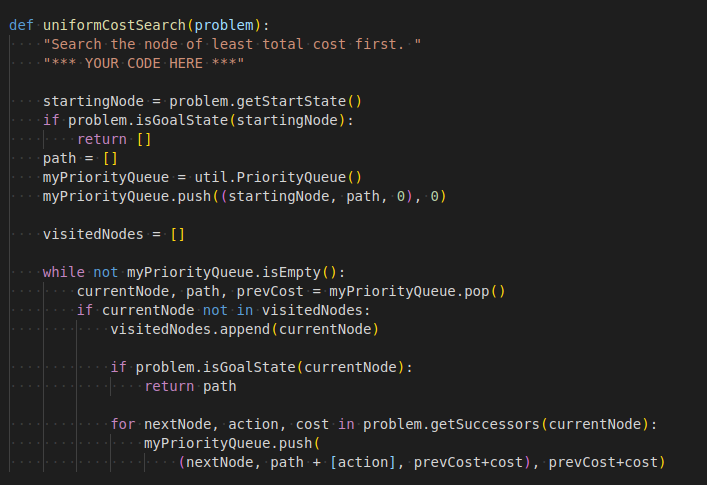 def uniformCostSearch(problem):
    "Search the node of least total cost first. "
    "*** YOUR CODE HERE ***"

    startingNode = problem.getStartState()
    if problem.isGoalState(startingNode):
        return []
    path = []
    myPriorityQueue = util.PriorityQueue()
    myPriorityQueue.push((startingNode, path, 0), 0)

    visitedNodes = []

    while not myPriorityQueue.isEmpty():
        currentNode, path, prevCost = myPriorityQueue.pop()
        if currentNode not in visitedNodes:
            visitedNodes.append(currentNode)

            if problem.isGoalState(currentNode):
                return path

            for nextNode, action, cost in problem.getSuccessors(currentNode):
                myPriorityQueue.push(
                    (nextNode, path + [action], prevCost+cost), prevCost+cost)